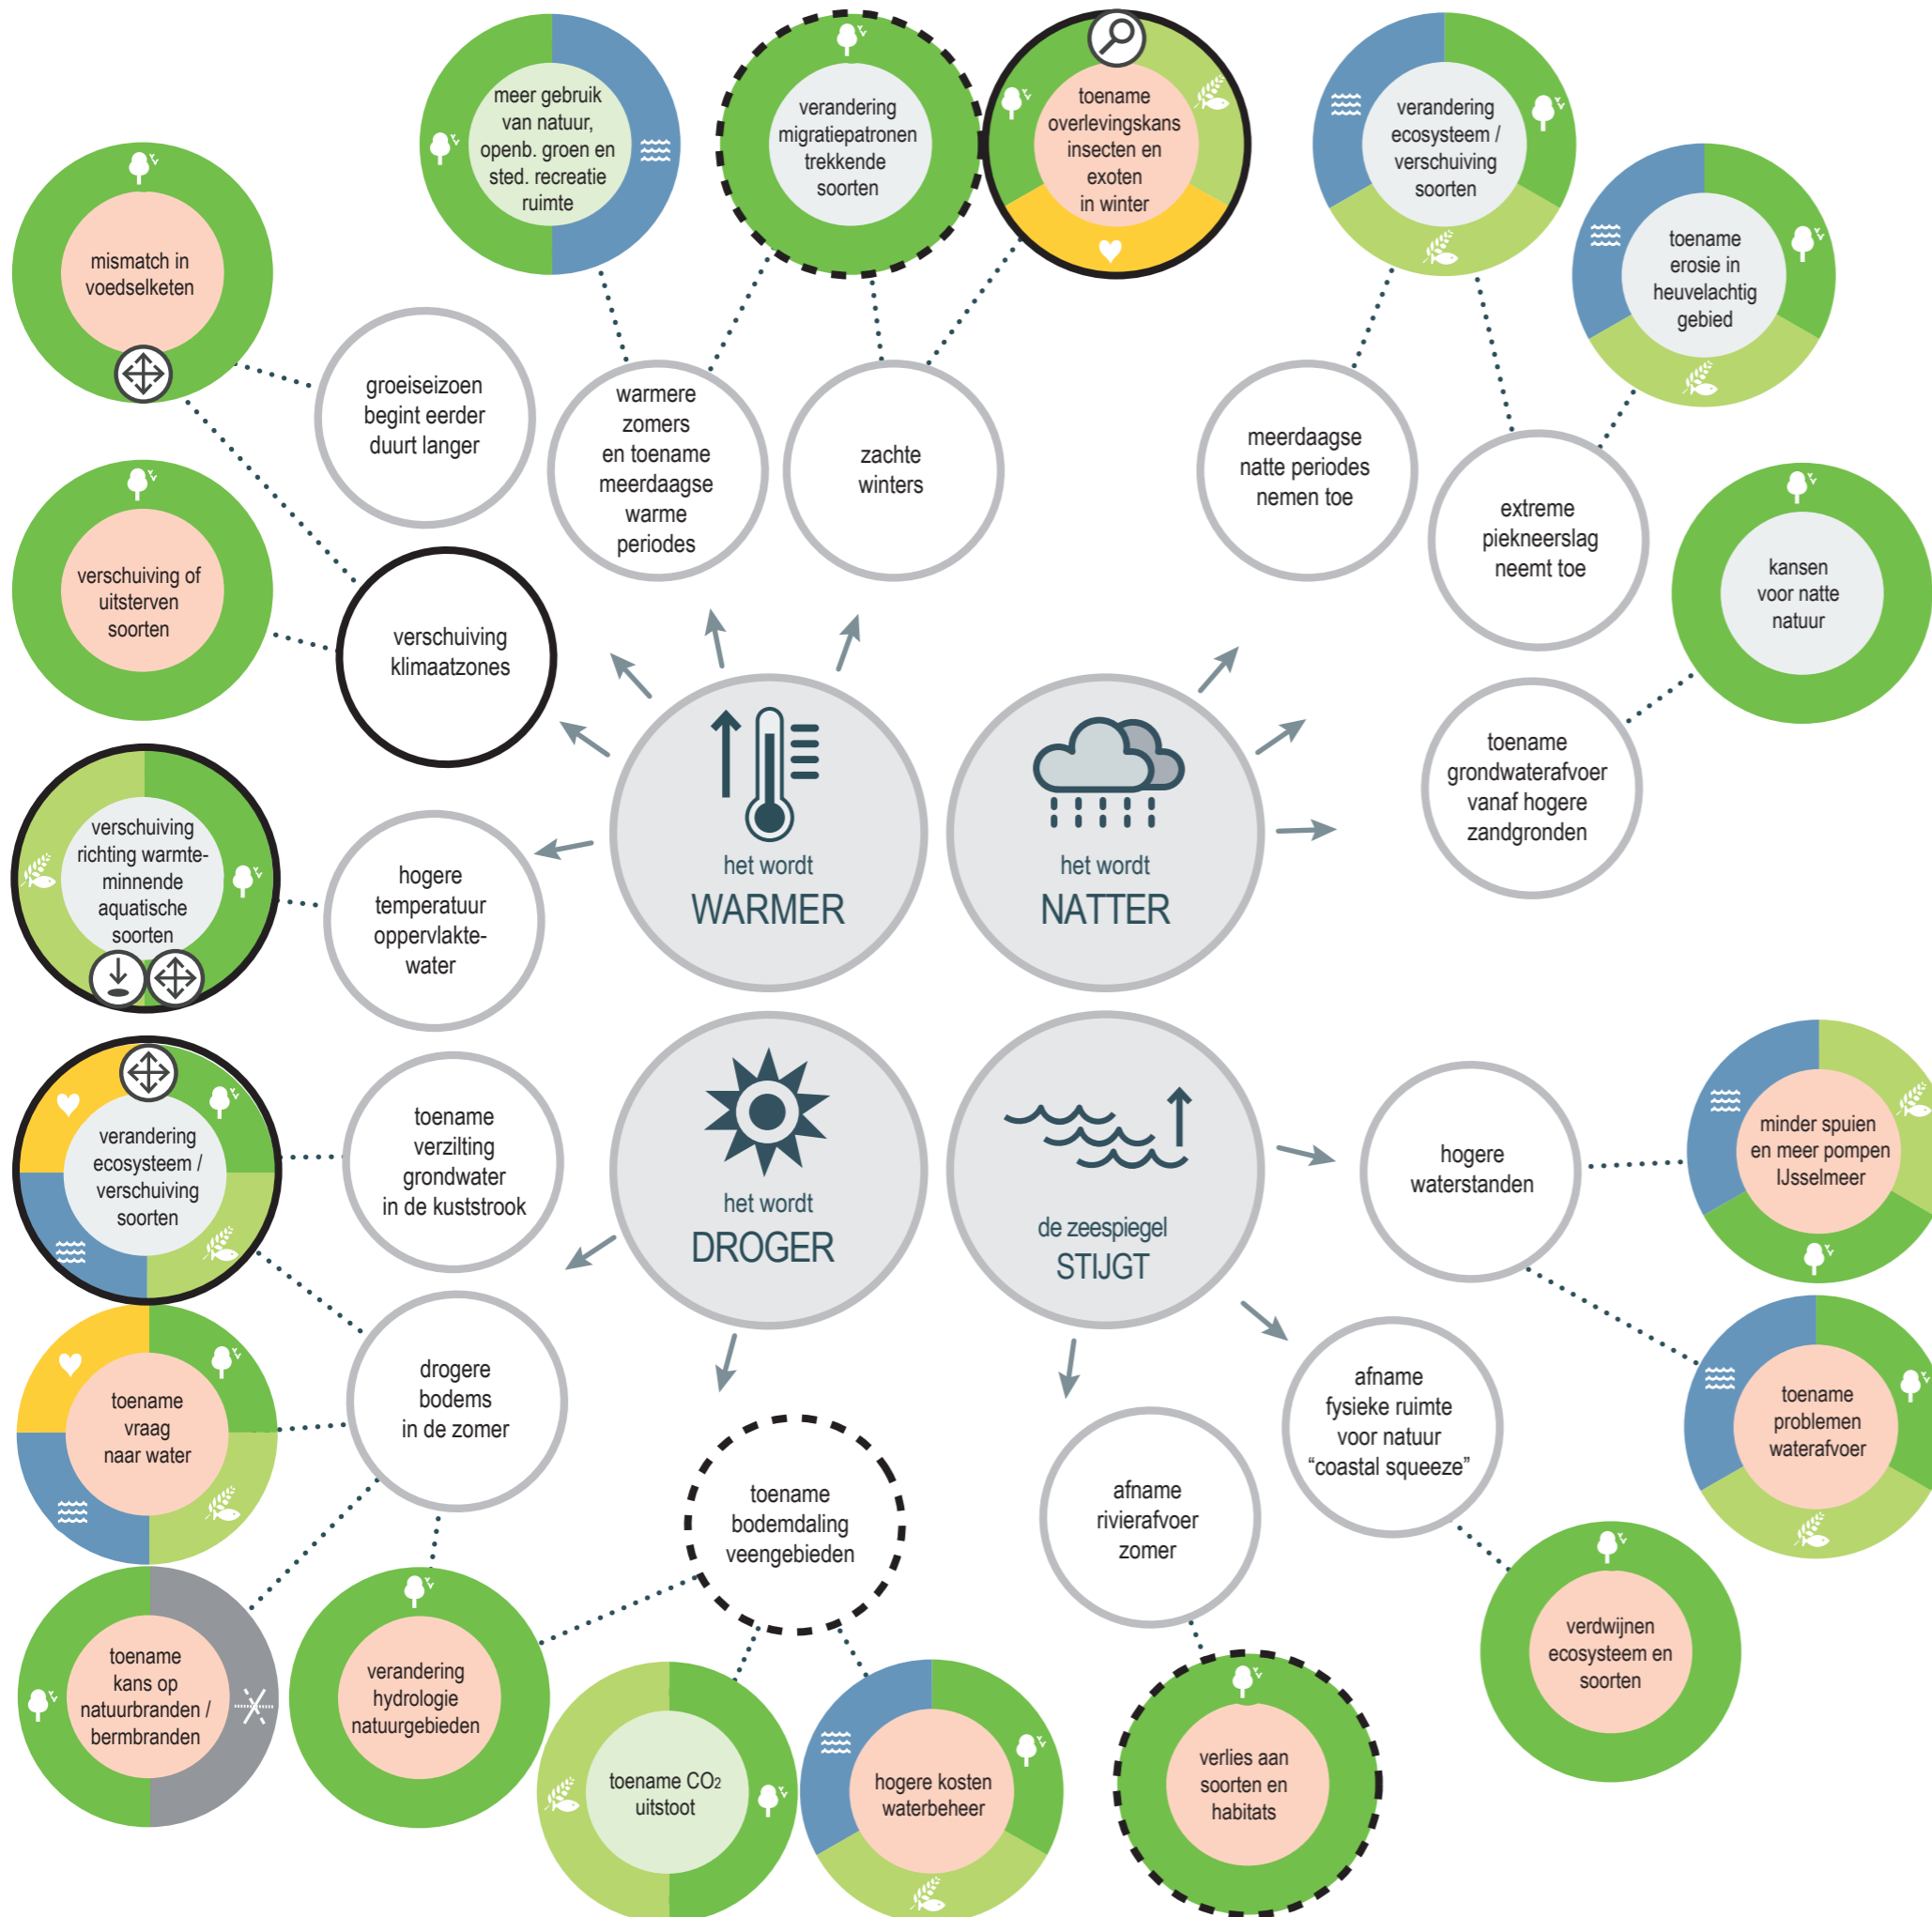 meer gebruik
van natuur,
openb. groen en
sted. recreatie
ruimte
verandering
migratiepatronen
trekkende
soorten
toename
overlevingskans
insecten en
exoten
in winter
verandering
ecosysteem /
verschuiving
soorten
mismatch in
voedselketen
toename
erosie in
heuvelachtig
gebied
groeiseizoen
begint eerder
duurt langer
warmere
zomers
en toename
meerdaagse
warme
periodes
zachte
winters
meerdaagse
natte periodes
nemen toe
extreme
piekneerslag
neemt toe
kansen
voor natte
natuur
verschuiving of
uitsterven
soorten
verschuiving
klimaatzones
toename
grondwaterafvoer
vanaf hogere
zandgronden
verschuiving
richting warmte-
minnende
aquatische
soorten
hogere
temperatuur
oppervlakte-
water
het wordt
WARMER
het wordt
NATTER
verandering
ecosysteem /
verschuiving
soorten
toename
verzilting
grondwater
in de kuststrook
het wordt
DROGER
de zeespiegel
STIJGT
hogere
waterstanden
minder spuien
en meer pompen
IJsselmeer
toename
vraag
naar water
drogere
bodems
in de zomer
toename
bodemdaling
veengebieden
afname
rivierafvoer
zomer
afname
fysieke ruimte
voor natuur
“coastal squeeze”
toename
problemen
waterafvoer
toename
kans op
natuurbranden /
bermbranden
verandering
hydrologie
natuurgebieden
toename CO2
uitstoot
hogere kosten
waterbeheer
verlies aan
soorten en
habitats
verdwijnen
ecosysteem en
soorten